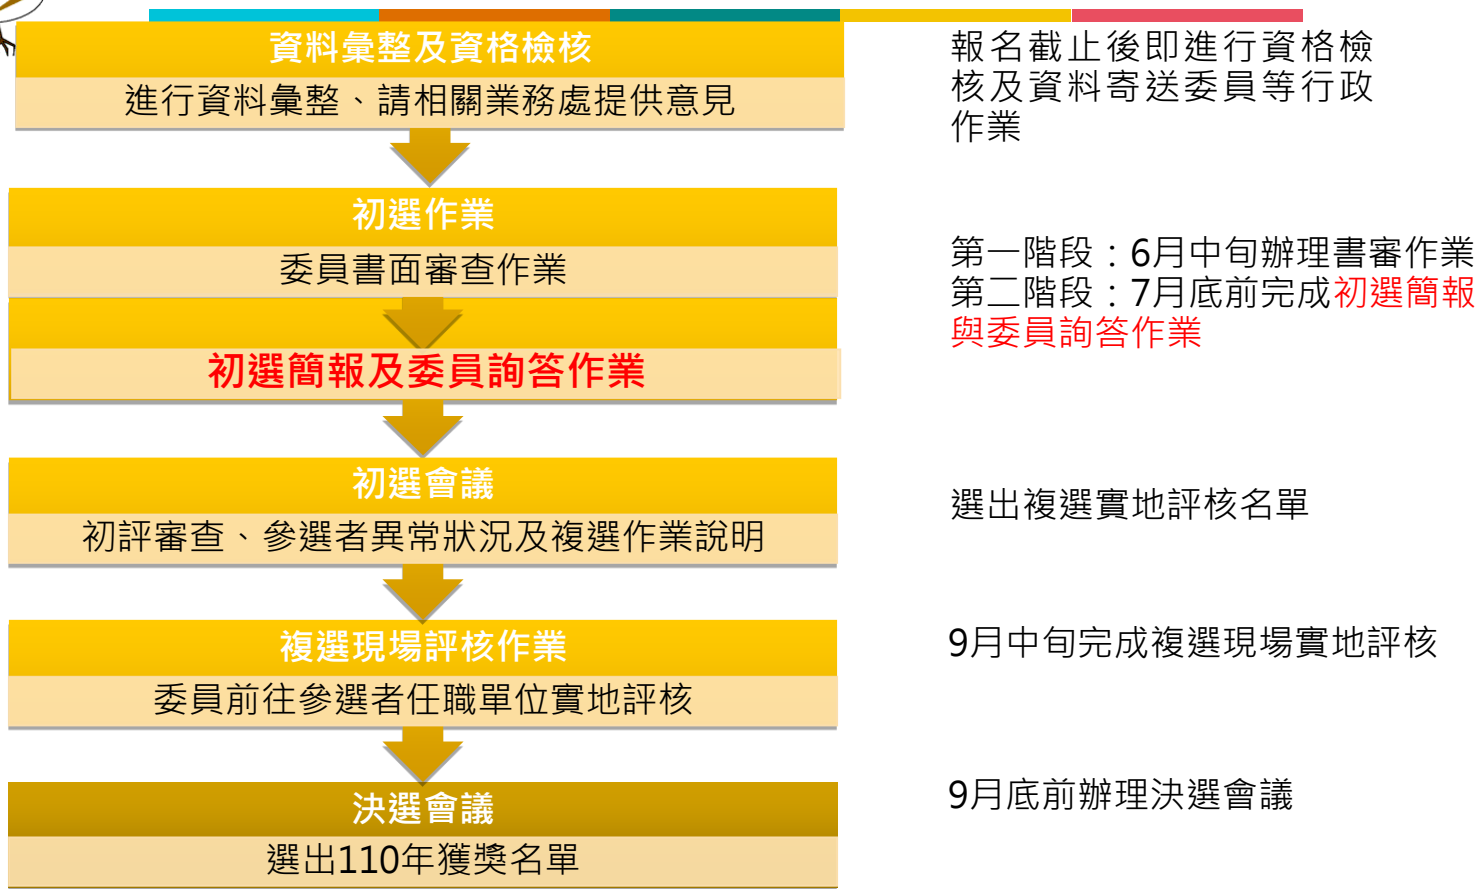 資料彙整及資格檢核
進行資料彙整、請相關業務處提供意見
報名截止後即進行資格檢
核及資料寄送委員等行政
作業
初選作業
委員書面審查作業
第一階段：6月中旬辦理書審作業
第二階段：7月底前完成初選簡報
與委員詢答作業
初選簡報及委員詢答作業
初選會議
初評審查、參選者異常狀況及複選作業說明
選出複選實地評核名單
複選現場評核作業
委員前往參選者任職單位實地評核
9月中旬完成複選現場實地評核
決選會議
選出110年獲獎名單
9月底前辦理決選會議